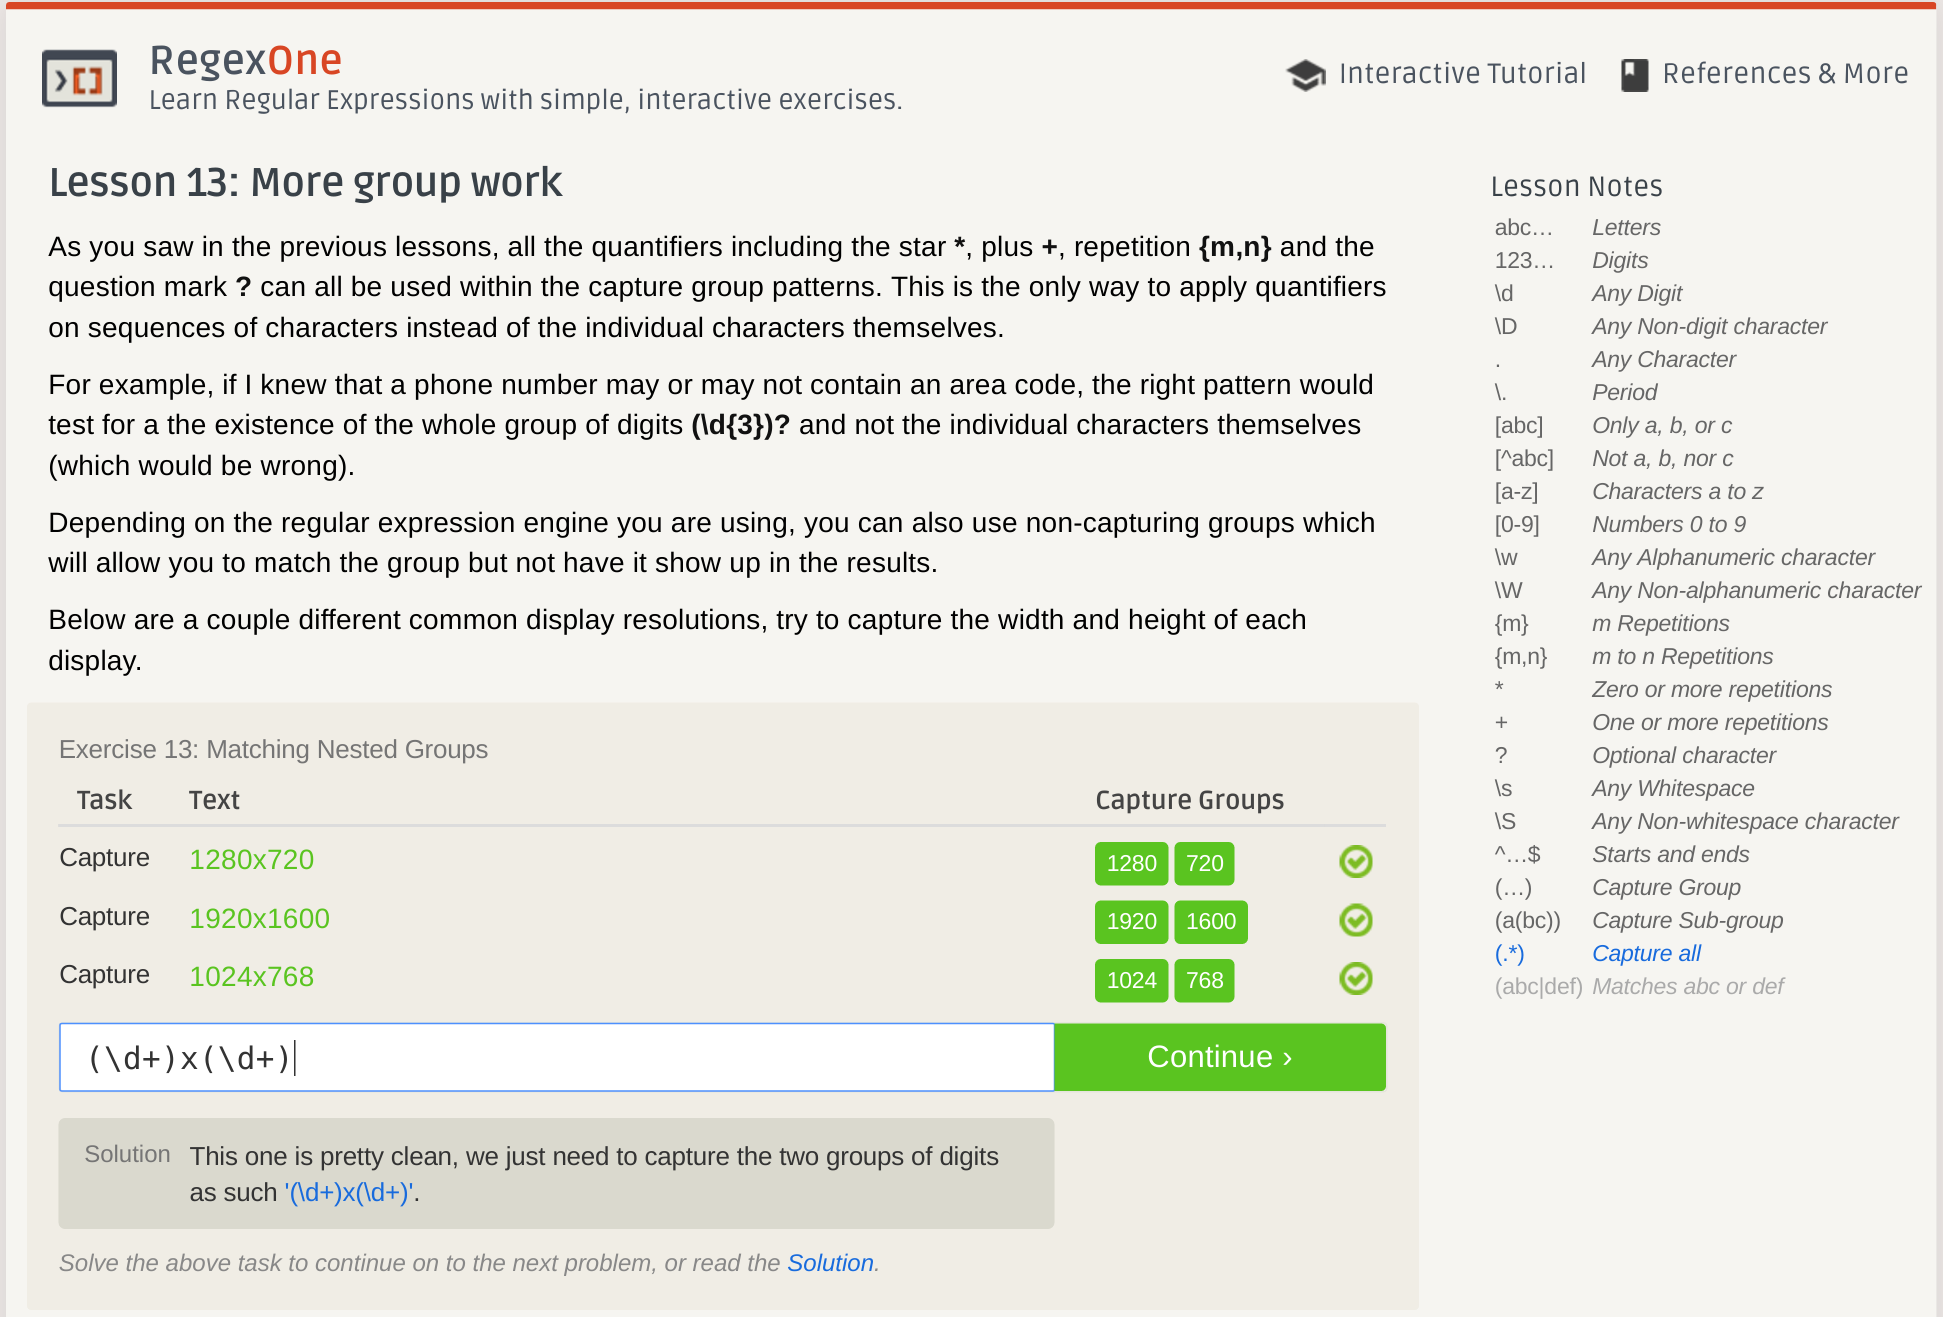 RegexOne
Learn Regular Expressions with simple, interactive exercises.
Interactive Tutorial
References & More
Lesson 13: More group work
As you saw in the previous lessons, all the quantifiers including the star *, plus +, repetition {m,n} and the
question mark ? can all be used within the capture group patterns. This is the only way to apply quantifiers
on sequences of characters instead of the individual characters themselves.
For example, if I knew that a phone number may or may not contain an area code, the right pattern would
test for a the existence of the whole group of digits (\d{3})? and not the individual characters themselves
(which would be wrong).
Depending on the regular expression engine you are using, you can also use non-capturing groups which
will allow you to match the group but not have it show up in the results.
Below are a couple different common display resolutions, try to capture the width and height of each
display.
Exercise 13: Matching Nested Groups
Task Text Capture Groups
Capture 1280x720 1280 720
Capture 1920x1600 1920 1600
Capture 1024x768 1024 768
(\d+)x(\d+)
Continue ›
Solution This one is pretty clean, we just need to capture the two groups of digits
as such '(\d+)x(\d+)'.
Solve the above task to continue on to the next problem, or read the Solution.
Lesson Notes
abc… Letters
123… Digits
\d Any Digit
\D Any Non-digit character
. Any Character
\. Period
[abc] Only a, b, or c
[^abc] Not a, b, nor c
[a-z] Characters a to z
[0-9] Numbers 0 to 9
\w Any Alphanumeric character
\W Any Non-alphanumeric character
{m} m Repetitions
{m,n} m to n Repetitions
* Zero or more repetitions
+ One or more repetitions
? Optional character
\s Any Whitespace
\S Any Non-whitespace character
^…$ Starts and ends
(…) Capture Group
(a(bc)) Capture Sub-group
(.*) Capture all
(abc|def) Matches abc or def